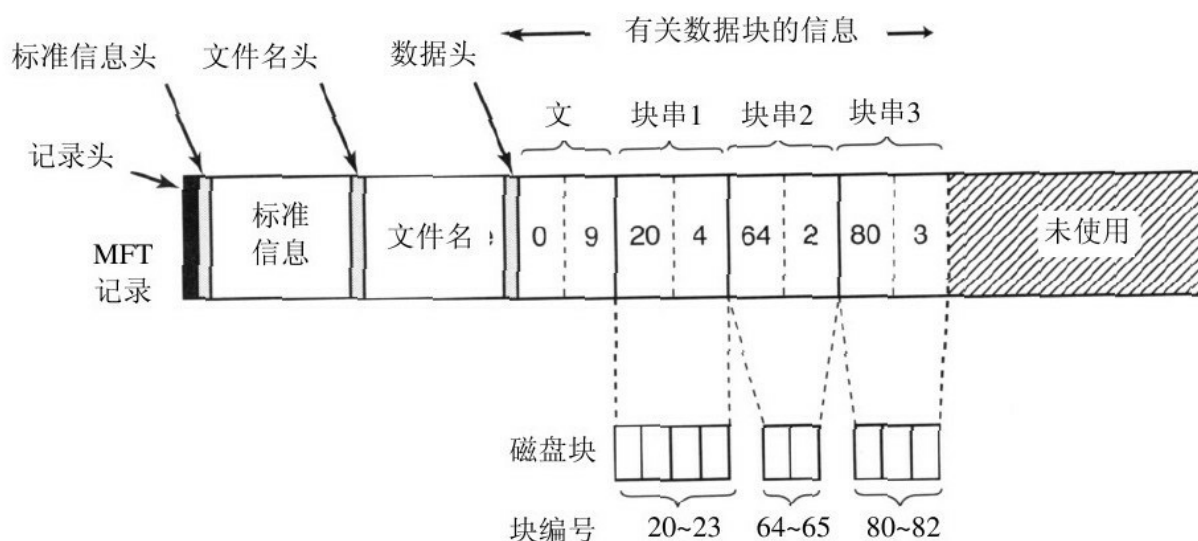 有关数据块的信息
标准信息头
文件名头
数据头
文
块串1
块串2
块串3
记录头
MFT
记录
标准
信息
文件名
0 9 20 4 64 2 80 3
未使用
磁盘块
块编号 20~23 64~65 80~82